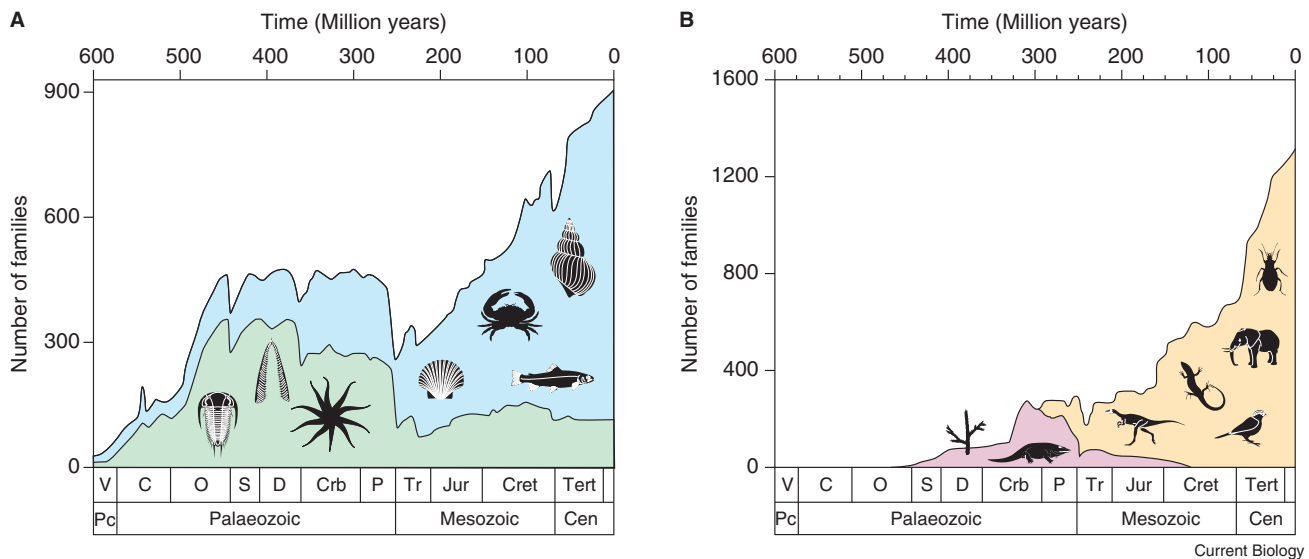 A
Time (Million years)
600 500 400 300 200 100 0
Number of families
900
600
300
0
V C O S D Crb P Tr Jur Cret Tert
Pc Palaeozoic Mesozoic Cen
B
Time (Million years)
600 500 400 300 200 100 0
Number of families
1600
1200
800
400
0
V C O S D Crb P Tr Jur Cret Tert
Pc Palaeozoic Mesozoic Cen
Current Biology